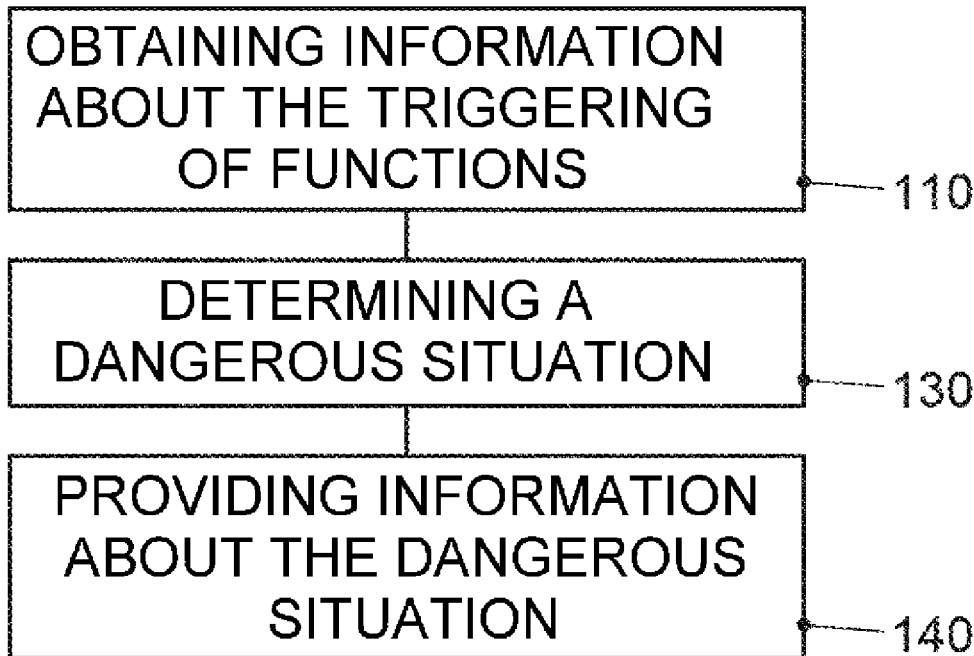 OBTAINING INFORMATION
ABOUT THE TRIGGERING
OF FUNCTIONS
110
DETERMINING A
DANGEROUS SITUATION
130
PROVIDING INFORMATION
ABOUT THE DANGEROUS
SITUATION
140